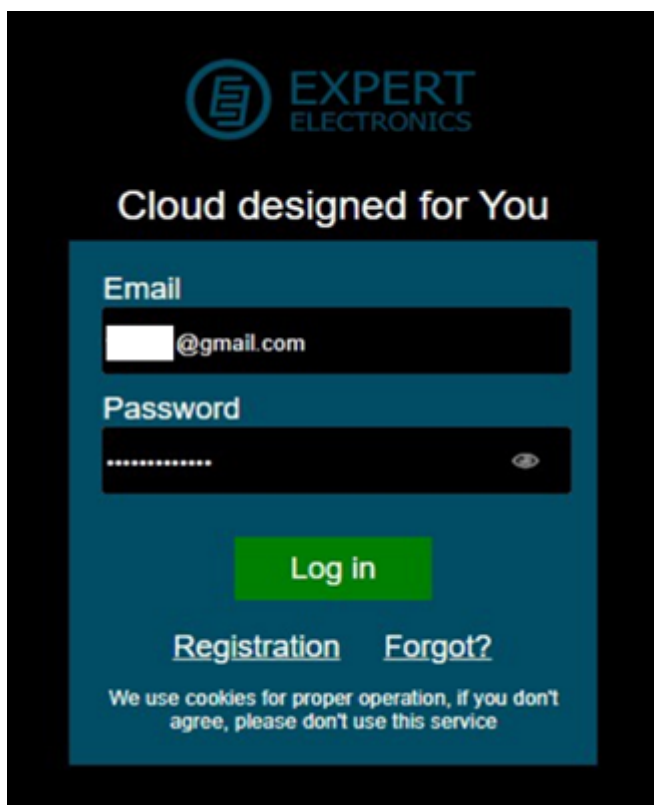 EXPERT
ELECTRONICS
Cloud designed for You
Email
@gmail.com
Password
•••••••••••••
Log in
Registration Forgot?
We use cookies for proper operation, if you don't
agree, please don't use this service